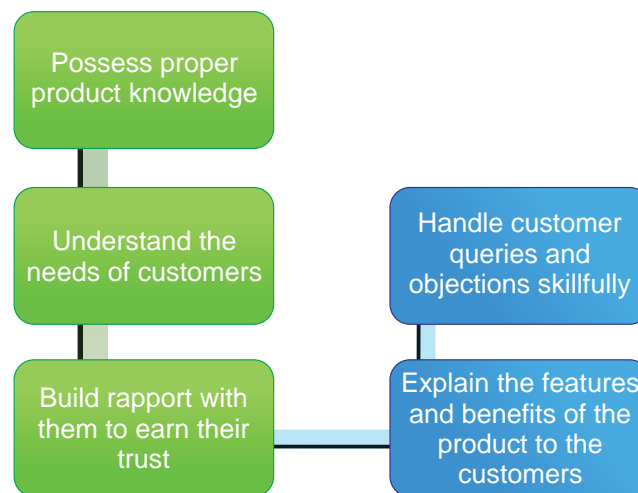 Possess proper
product knowledge
Understand the
needs of customers
Build rapport with
them to earn their
trust
Explain the features
and benefits of the
product to the
customers
Handle customer
queries and
objections skillfully